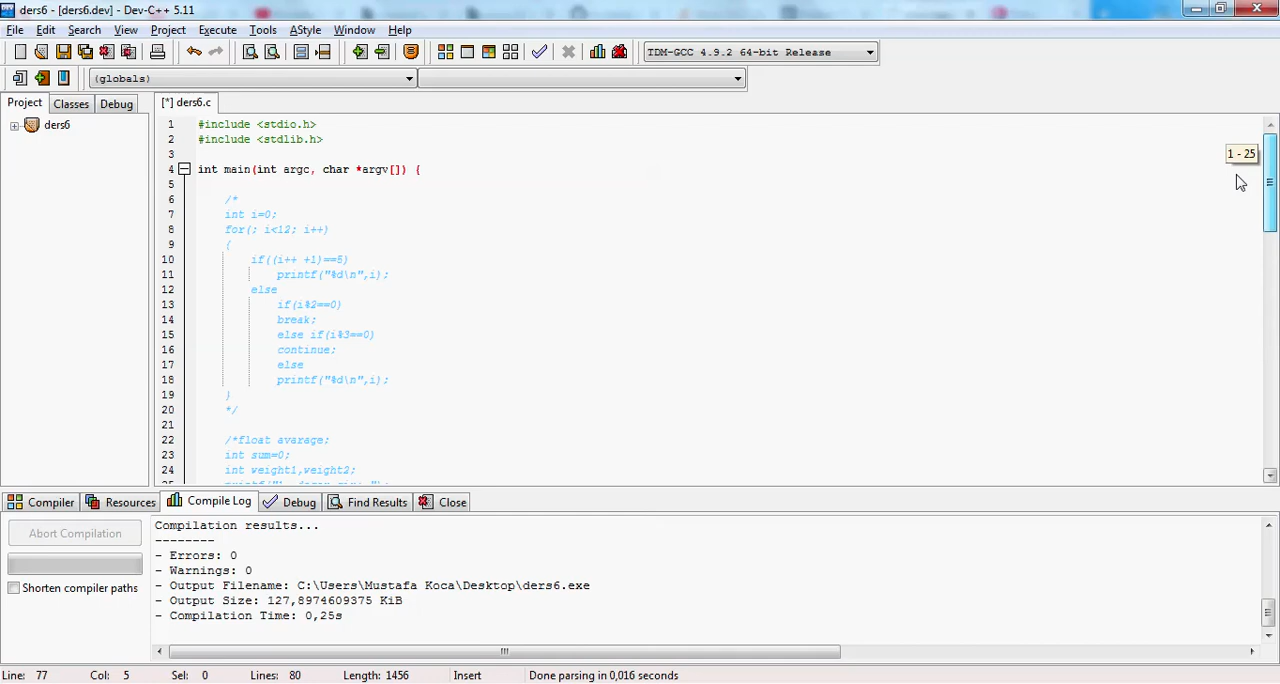 ders6 - [ders6.dev] - Dev-C++ 5.11
File Edit Search View Project Execute Tools AStyle Window Help
TDM-GCC 4.9.2 64-bit Release
(globals)
Project Classes Debug [*] ders6.c
ders6
1 #include <stdio.h>
2 #include <stdlib.h>
3
4 int main(int argc, char *argv[]) {
5
6 /*
7 int i=0;
8 for(; i<12; i++)
9 {
10 if((i++ +1)==5)
11 printf("%d\n",i);
12 else
13 if(i%2==0)
14 break;
15 else if(i%3==0)
16 continue;
17 else
18 printf("%d\n",i);
19 }
20 */
21
22 /*float avarage;
23 int sum=0;
24 int weight1,weight2;
1 - 25
Compiler Resources Compile Log Debug Find Results Close
Abort Compilation
Shorten compiler paths
Compilation results...
--------
- Errors: 0
- Warnings: 0
- Output Filename: C:\Users\Mustafa Koca\Desktop\ders6.exe
- Output Size: 127,8974609375 KiB
- Compilation Time: 0,25s
Line: 77 Col: 5 Sel: 0 Lines: 80 Length: 1456 Insert Done parsing in 0,016 seconds